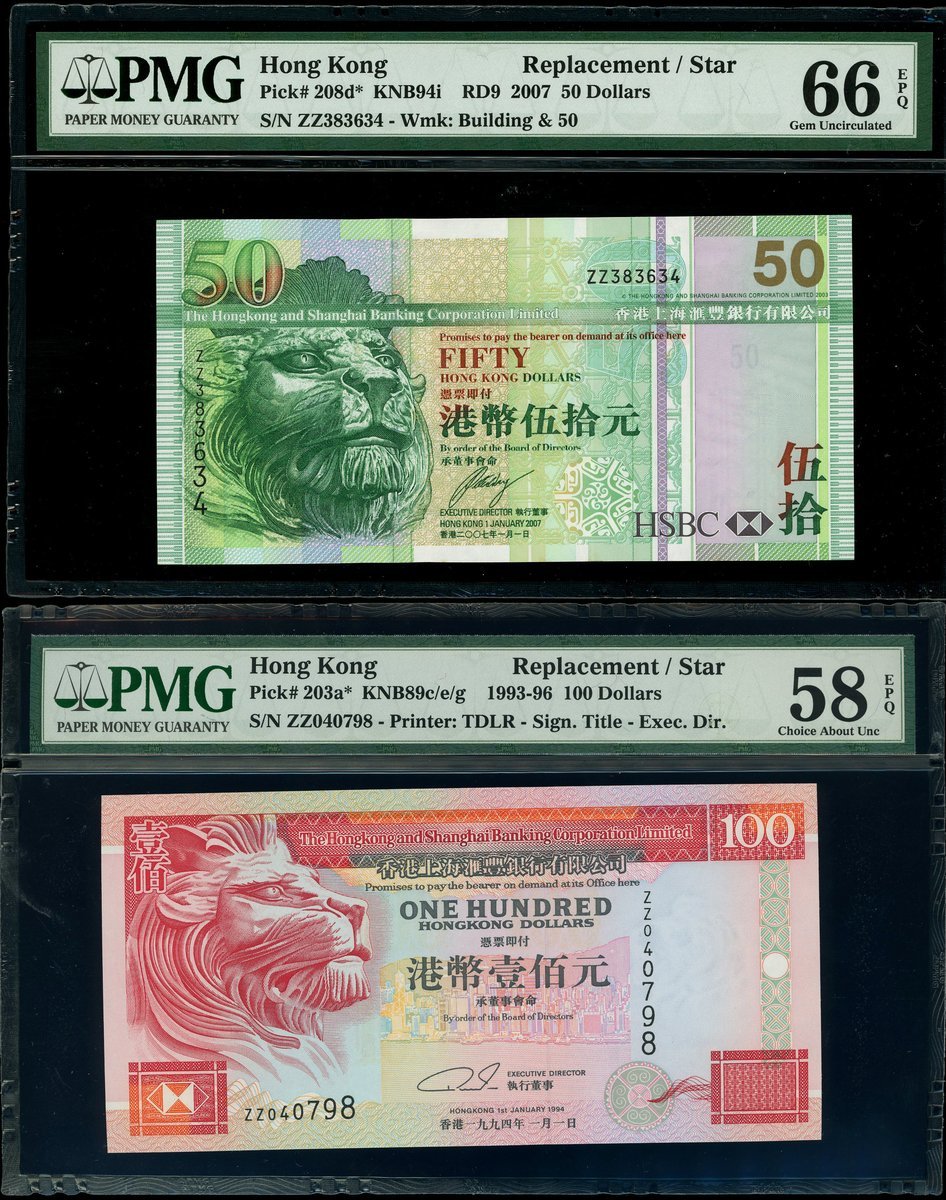 PMG
PAPER MONEY GUARANTY
Hong Kong Replacement / Star
Pick# 208d* KNB94i RD9 2007 50 Dollars
S/N ZZ383634 - Wmk: Building & 50
66 EPQ
Gem Uncirculated
50
ZZ383634
50
© THE HONGKONG AND SHANGHAI BANKING CORPORATION LIMITED 2003
The Hongkong and Shanghai Banking Corporation Limited 香港上海滙豐銀行有限公司
Promises to pay the bearer on demand at its office here
FIFTY
HONG KONG DOLLARS
憑票即付
港幣伍拾元
By order of the Board of Directors
承董事會命
EXECUTIVE DIRECTOR 執行董事
HONG KONG 1 JANUARY 2007
香港二〇〇七年一月一日
ZZ383634
50
伍拾
HSBC
PMG
PAPER MONEY GUARANTY
Hong Kong Replacement / Star
Pick# 203a* KNB89c/e/g 1993-96 100 Dollars
S/N ZZ040798 - Printer: TDLR - Sign. Title - Exec. Dir.
58 EPQ
Choice About Unc
壹佰
The Hongkong and Shanghai Banking Corporation Limited
100
香港上海滙豐銀行有限公司
Promises to pay the bearer on demand at its Office here
ONE HUNDRED
HONGKONG DOLLARS
憑票即付
港幣壹佰元
承董事會命
By order of the Board of Directors
ZZ040798
EXECUTIVE DIRECTOR
執行董事
ZZ040798
HONGKONG 1st JANUARY 1994
香港一九九四年一月一日